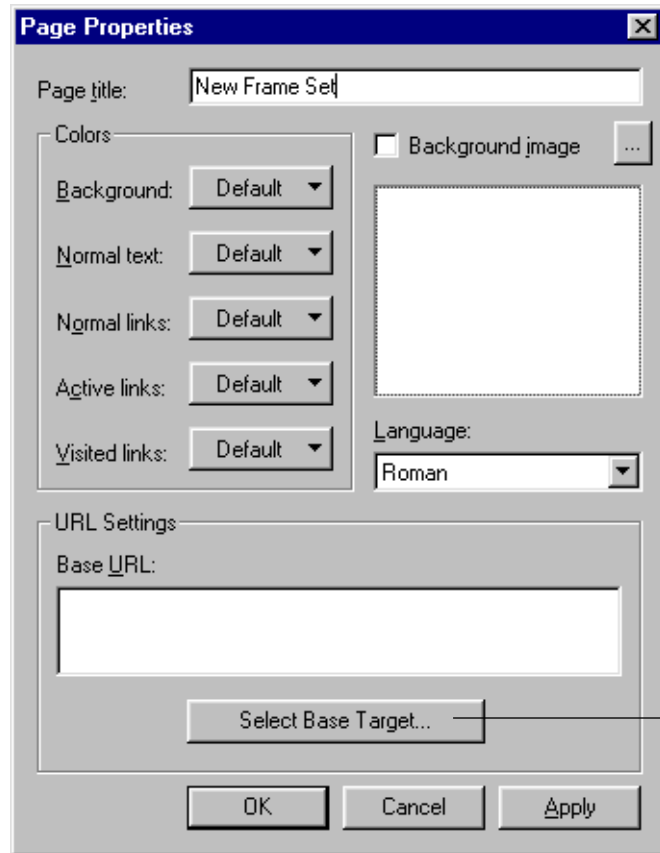 Page Properties
Page title: New Frame Set
Colors
Background: Default
Normal text: Default
Normal links: Default
Active links: Default
Visited links: Default
Background image ...
Language:
Roman
URL Settings
Base URL:
Select Base Target...
OK Cancel Apply